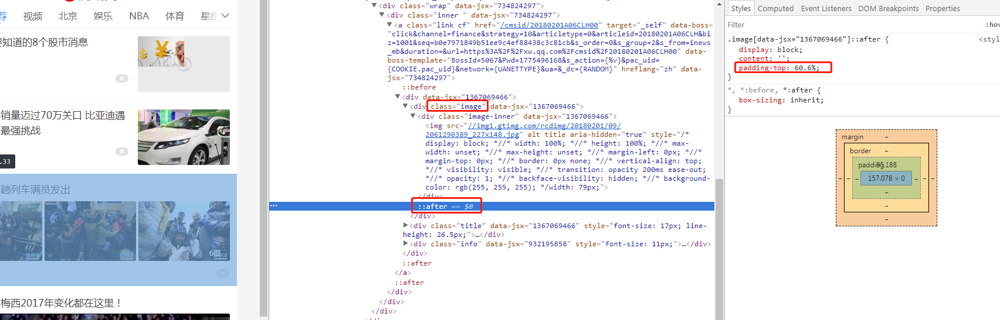 荐 视频 北京 娱乐 NBA 体育 星座
要知道的8个股市消息
销量迈过70万关口 比亚迪遇
最强挑战
.33
趟列车满员发出
6图
梅西2017年变化都在这里！
<div class="wrap" data-jsx="734824297">
<div class="inner " data-jsx="734824297">
<a class="link cf" href="/cmsid/20180201A06CLH00" target="_self" data-boss=
"articletype&channel=finance&strategy=10&articletype=0&articleid=20180201A06CLH&bi
z=1001&seq=b0e7971849b51ee9c4ef88438c3c81cb&s_order=0&s_group=2&s_from=inews
_mb&duration=&url=https%3A%2F%2Fxw.qq.com%2Fcmsid%2F20180201A06CLH00" data-
boss-template="BossId=5067&Pwd=1775496168&s_action={%v}&pac_uid=
{COOKIE.pac_uid}&network={UANETTYPE}&ua=&_dc={RANDOM}" hreflang="zh" data-
jsx="734824297">
::before
<div data-jsx="1367069466">
<div class="image" data-jsx="1367069466">
<div class="image-inner" data-jsx="1367069466">
<img src="//img1.gtimg.com/rcdimg/20180201/09/
2061290389_227x148.jpg" alt title aria-hidden="true" style="/*
display: block; *//* width: 100%; *//* height: 100%; *//* max-
width: unset; *//* max-height: unset; *//* margin-left: 0px; *//*
margin-top: 0px; *//* border: 0px none; *//* vertical-align: top;
*//* visibility: visible; *//* transition: opacity 200ms ease-out;
*//* opacity: 1; *//* backface-visibility: hidden; *//* background-
color: rgb(255, 255, 255); */width: 79px;">
</div>
::after == $0
</div>
<div class="title" data-jsx="1367069466" style="font-size: 17px; line-
height: 26.5px;">…</div>
<div class="info" data-jsx="932195858" style="font-size: 11px;">…</div>
</div>
::after
</a>
::after
</div>
</div>
</div>
Styles Computed Event Listeners DOM Breakpoints Properties
Filter :hov
.image[data-jsx="1367069466"]::after { <styl
display: block;
content: '';
padding-top: 60.6%;
}
*, *:before, *:after {
box-sizing: inherit;
}
margin –
border –
padding 95.188
– – – 157.078 × 0 – – –
–
–
–